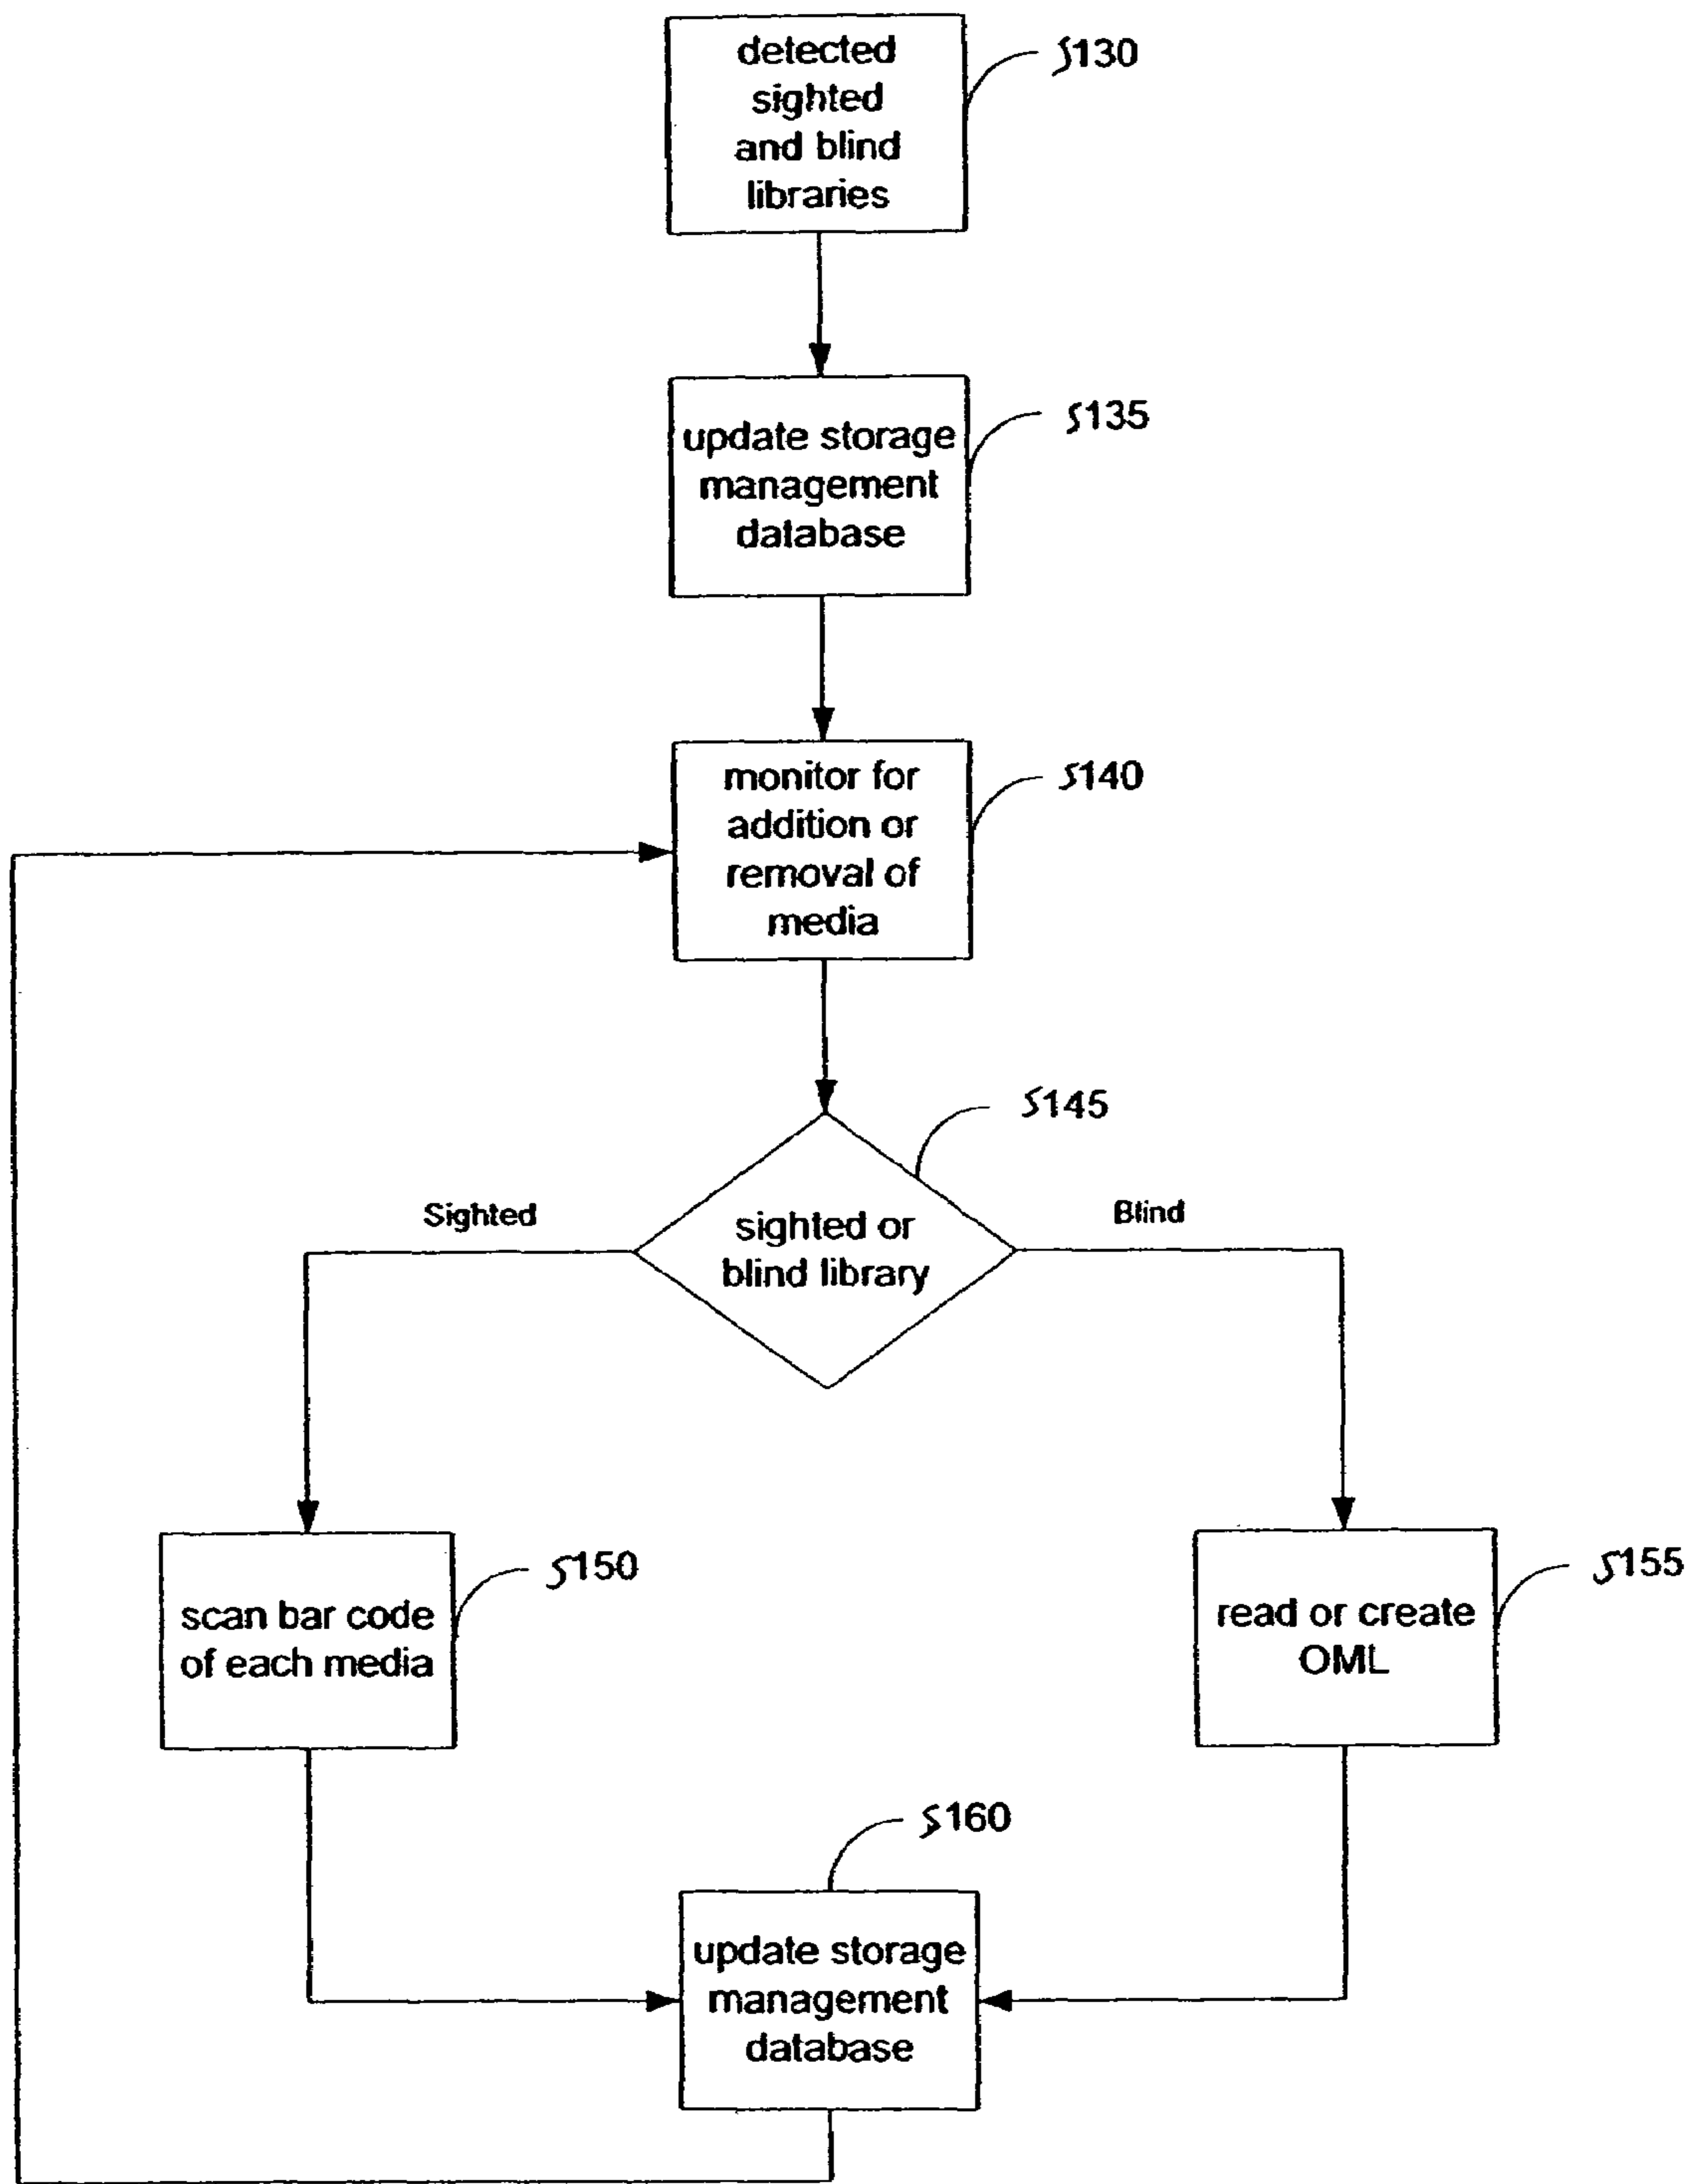 detected
sighted
and blind
libraries
S130
update storage
management
database
S135
monitor for
addition or
removal of
media
S140
S145
Sighted
Blind
sighted or
blind library
scan bar code
of each media
S150
read or create
OML
S155
S160
update storage
management
database